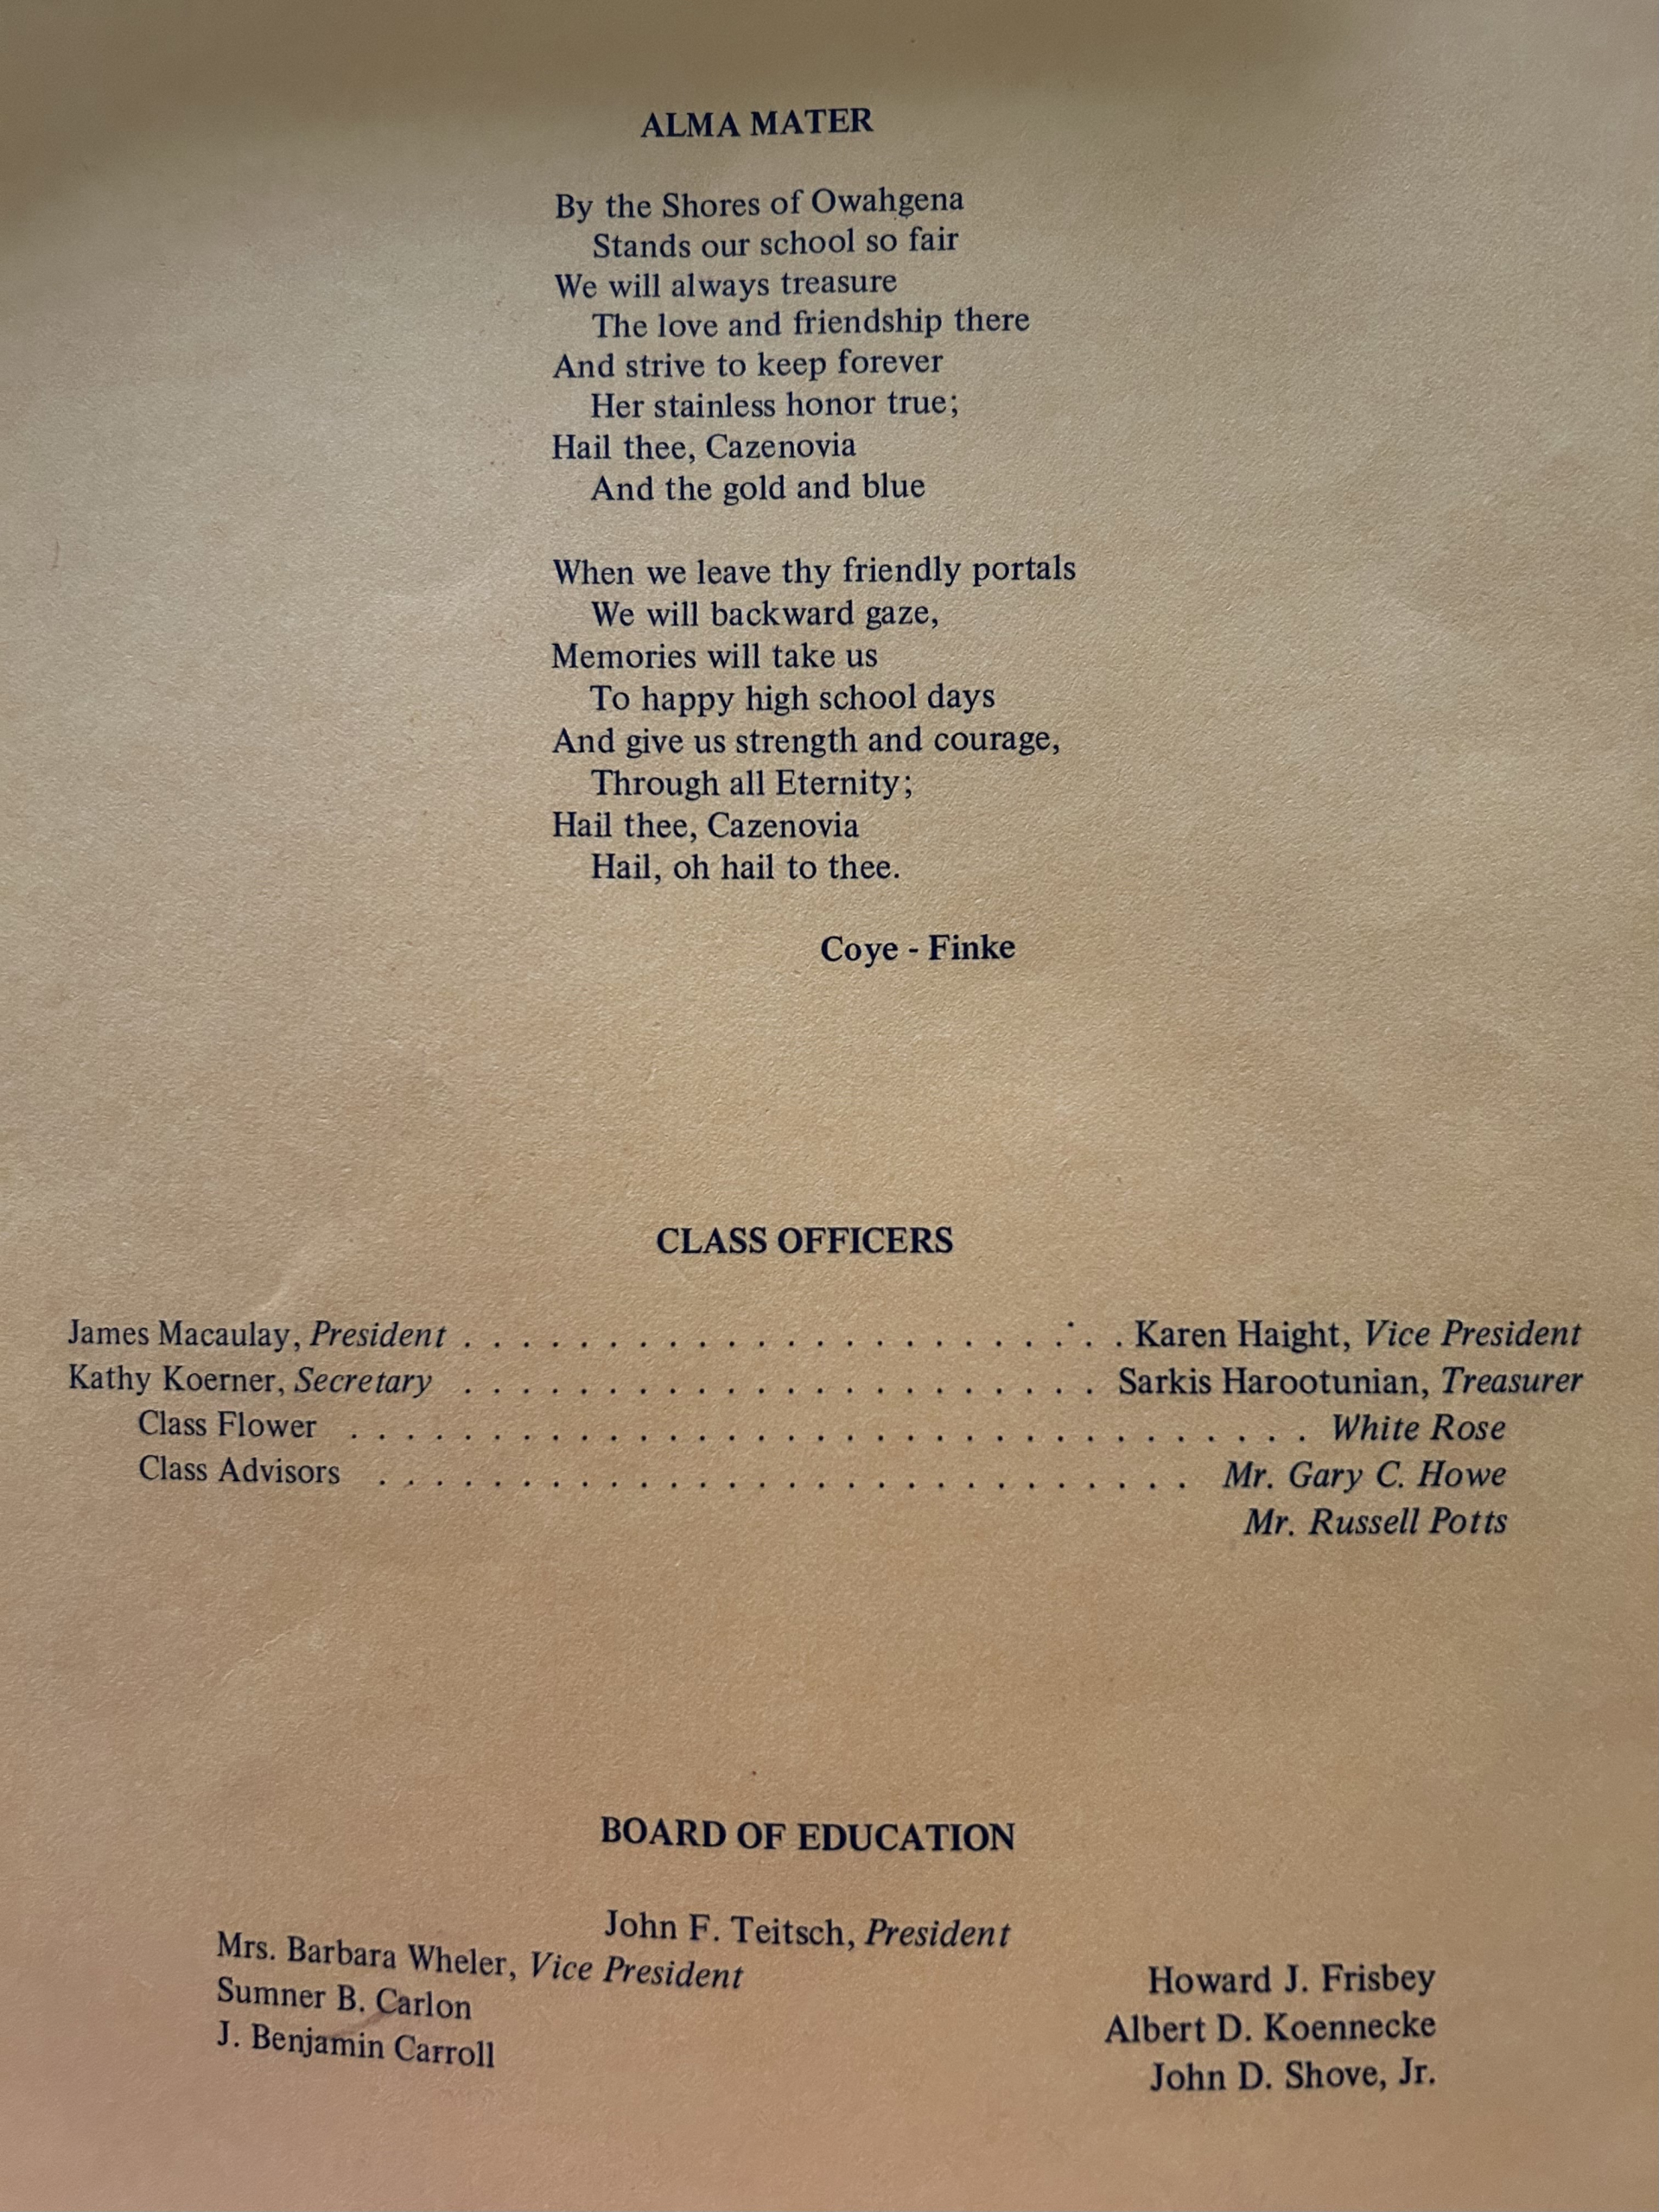 ALMA MATER
By the Shores of Owahgena
Stands our school so fair
We will always treasure
The love and friendship there
And strive to keep forever
Her stainless honor true;
Hail thee, Cazenovia
And the gold and blue
When we leave thy friendly portals
We will backward gaze,
Memories will take us
To happy high school days
And give us strength and courage,
Through all Eternity;
Hail thee, Cazenovia
Hail, oh hail to thee.
Coye - Finke
CLASS OFFICERS
James Macaulay, President . . . . . . . . . . . . . . . . . . . . . . . Karen Haight, Vice President
Kathy Koerner, Secretary . . . . . . . . . . . . . . . . . . . . . . Sarkis Harootunian, Treasurer
Class Flower . . . . . . . . . . . . . . . . . . . . . . . . . . . . . . . . . White Rose
Class Advisors . . . . . . . . . . . . . . . . . . . . . . . . . . . . Mr. Gary C. Howe
Mr. Russell Potts
BOARD OF EDUCATION
John F. Teitsch, President
Mrs. Barbara Wheler, Vice President
Sumner B. Carlon
J. Benjamin Carroll
Howard J. Frisbey
Albert D. Koennecke
John D. Shove, Jr.